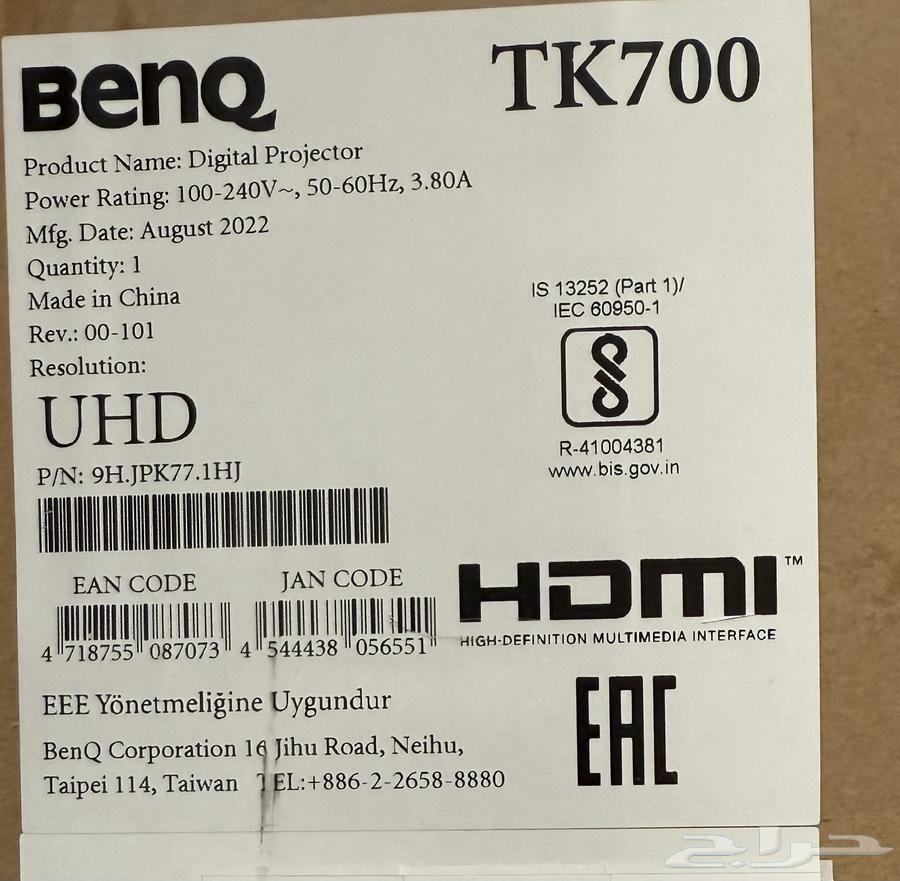 BenQ
TK700
Product Name: Digital Projector
Power Rating: 100-240V~, 50-60Hz, 3.80A
Mfg. Date: August 2022
Quantity: 1
Made in China
Rev.: 00-101
Resolution:
UHD
P/N: 9H.JPK77.1HJ
IS 13252 (Part 1)/
IEC 60950-1
R-41004381
www.bis.gov.in
EAN CODE
4 718755 087073
JAN CODE
4 544438 056551
HDMI™
HIGH-DEFINITION MULTIMEDIA INTERFACE
EEE Yönetmeliğine Uygundur
BenQ Corporation 16 Jihu Road, Neihu,
Taipei 114, Taiwan TEL:+886-2-2658-8880
EAC
حراج